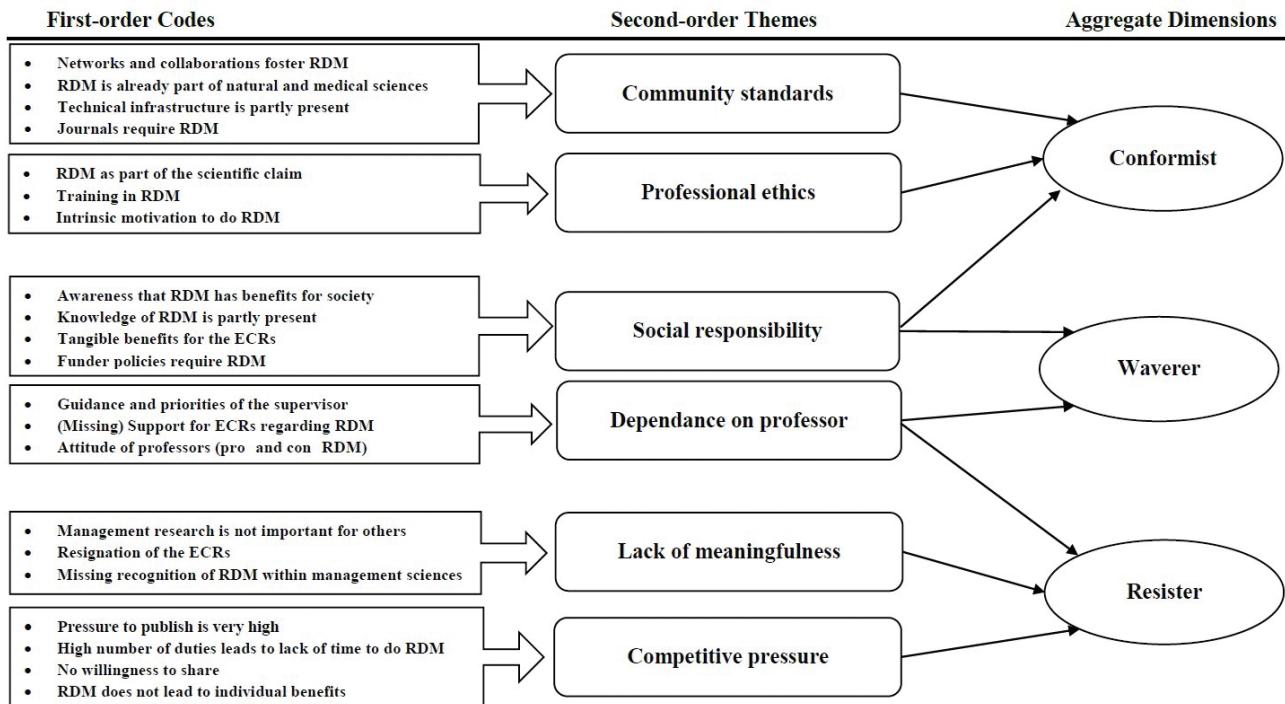 First-order Codes
Second-order Themes
Aggregate Dimensions
• Networks and collaborations foster RDM
• RDM is already part of natural and medical sciences
• Technical infrastructure is partly present
• Journals require RDM
Community standards
Conformist
• RDM as part of the scientific claim
• Training in RDM
• Intrinsic motivation to do RDM
Professional ethics
• Awareness that RDM has benefits for society
• Knowledge of RDM is partly present
• Tangible benefits for the ECRs
• Funder policies require RDM
Social responsibility
Waverer
• Guidance and priorities of the supervisor
• (Missing) Support for ECRs regarding RDM
• Attitude of professors (pro and con RDM)
Dependance on professor
• Management research is not important for others
• Resignation of the ECRs
• Missing recognition of RDM within management sciences
Lack of meaningfulness
Resister
• Pressure to publish is very high
• High number of duties leads to lack of time to do RDM
• No willingness to share
• RDM does not lead to individual benefits
Competitive pressure